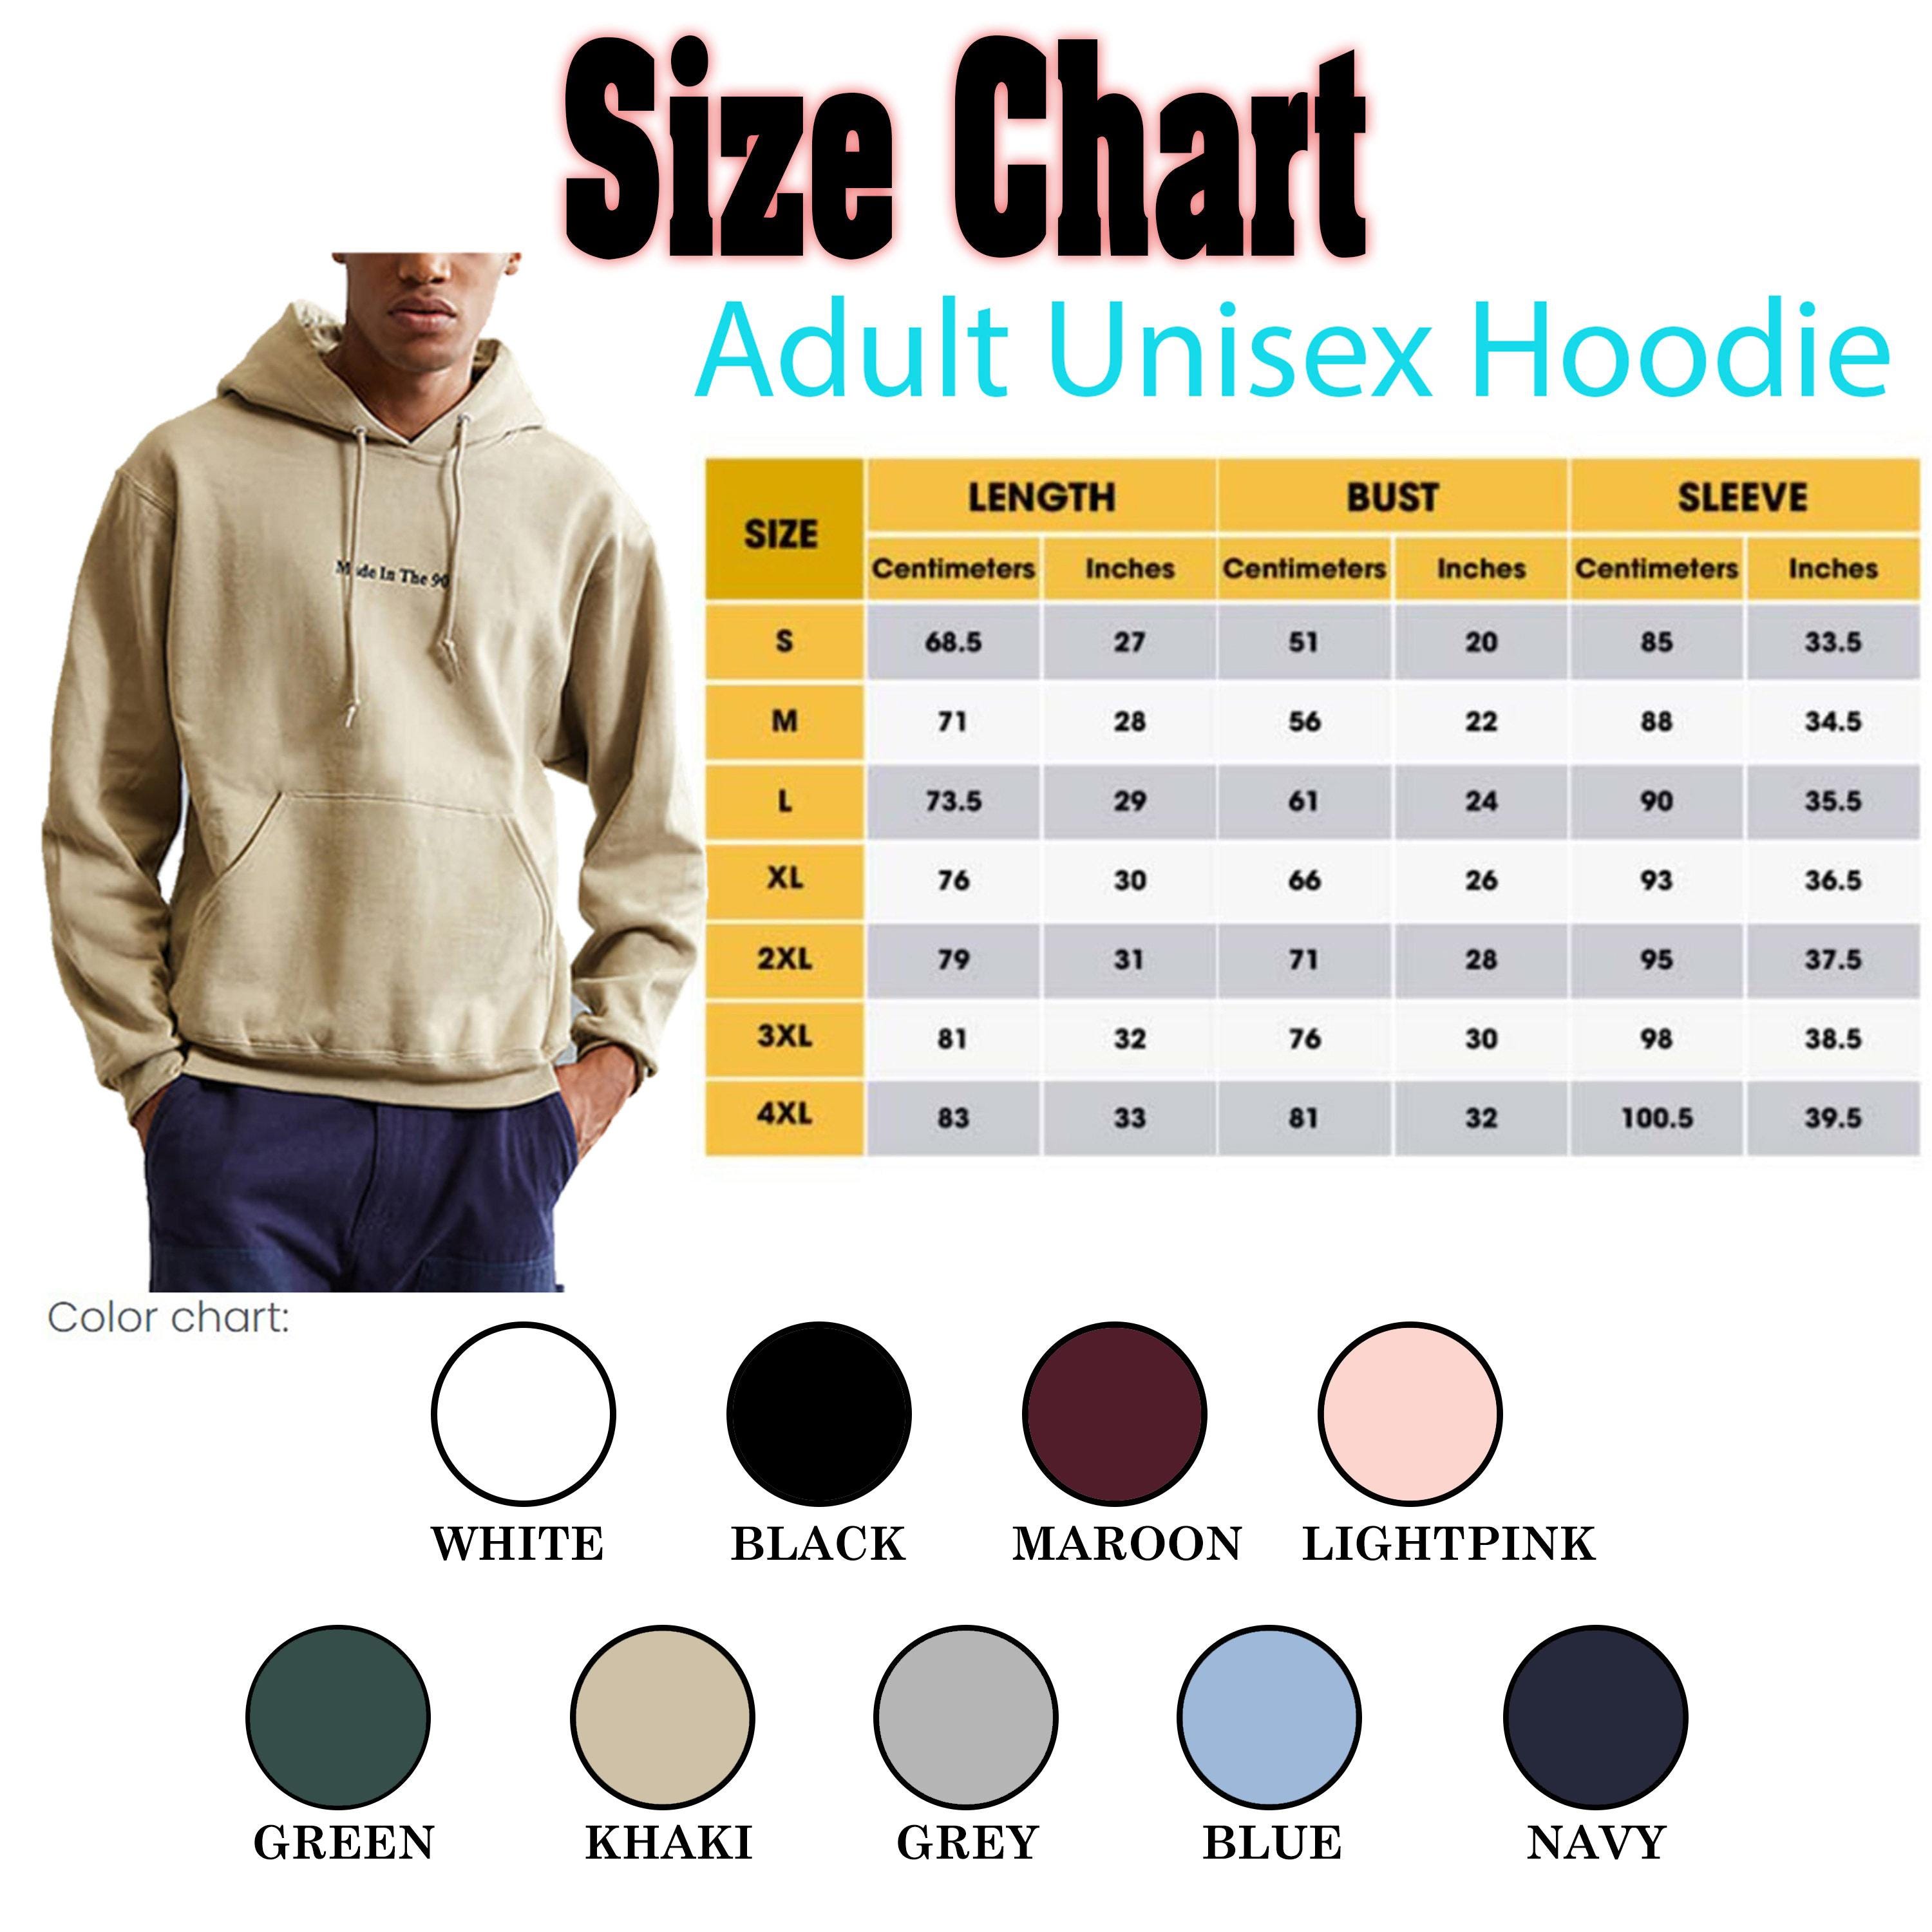 Size Chart
Adult Unisex Hoodie
SIZE LENGTH BUST SLEEVE
Centimeters Inches Centimeters Inches Centimeters Inches
S 68.5 27 51 20 85 33.5
M 71 28 56 22 88 34.5
L 73.5 29 61 24 90 35.5
XL 76 30 66 26 93 36.5
2XL 79 31 71 28 95 37.5
3XL 81 32 76 30 98 38.5
4XL 83 33 81 32 100.5 39.5
Made In The 90
Color chart:
WHITE BLACK MAROON LIGHTPINK
GREEN KHAKI GREY BLUE NAVY